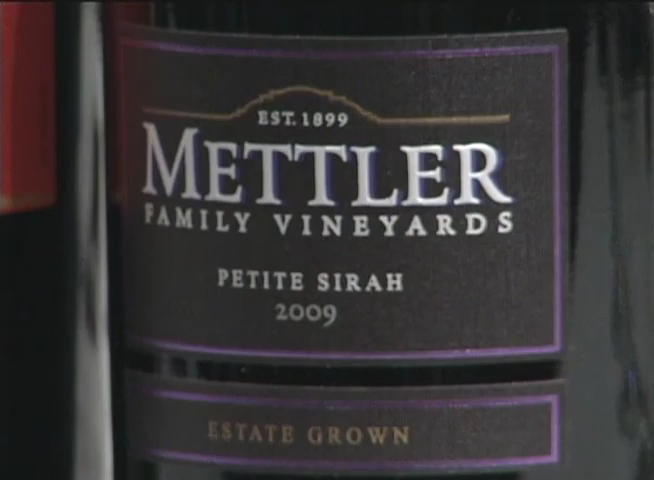 EST. 1899
METTLER
FAMILY VINEYARDS
PETITE SIRAH
2009
ESTATE GROWN